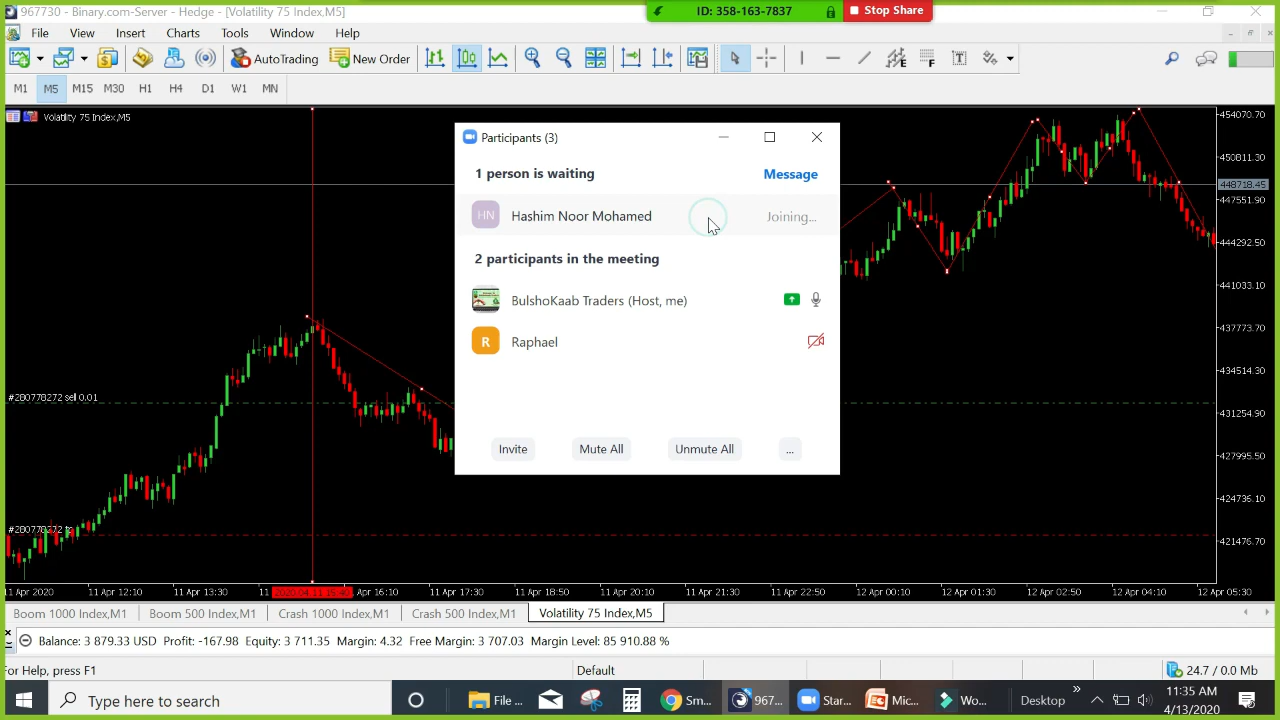 967730 - Binary.com-Server - Hedge - [Volatility 75 Index,M5]
ID: 358-163-7837
Stop Share
File View Insert Charts Tools Window Help
AutoTrading
New Order
M1 M5 M15 M30 H1 H4 D1 W1 MN
Volatility 75 Index,M5
Participants (3)
1 person is waiting
Message
HN
Hashim Noor Mohamed
Joining...
2 participants in the meeting
BulshoKaab Traders (Host, me)
R
Raphael
Invite
Mute All
Unmute All
...
454070.70
450811.30
448718.45
447551.90
444292.50
441033.10
437773.70
434514.30
431254.90
427995.50
424736.10
421476.70
#280778272 sell 0.01
#280778272 tp
11 Apr 2020 11 Apr 12:10 11 Apr 13:30 11 2020.04.11 15:40 Apr 16:10 11 Apr 17:30 11 Apr 18:50 11 Apr 20:10 11 Apr 21:30 11 Apr 22:50 12 Apr 00:10 12 Apr 01:30 12 Apr 02:50 12 Apr 04:10 12 Apr 05:30
Boom 1000 Index,M1 Boom 500 Index,M1 Crash 1000 Index,M1 Crash 500 Index,M1 Volatility 75 Index,M5
Balance: 3 879.33 USD Profit: -167.98 Equity: 3 711.35 Margin: 4.32 Free Margin: 3 707.03 Margin Level: 85 910.88 %
For Help, press F1
Default
24.7 / 0.0 Mb
Type here to search
File ...
Sm...
967...
Star...
Mic...
Wo...
Desktop
11:35 AM
4/13/2020